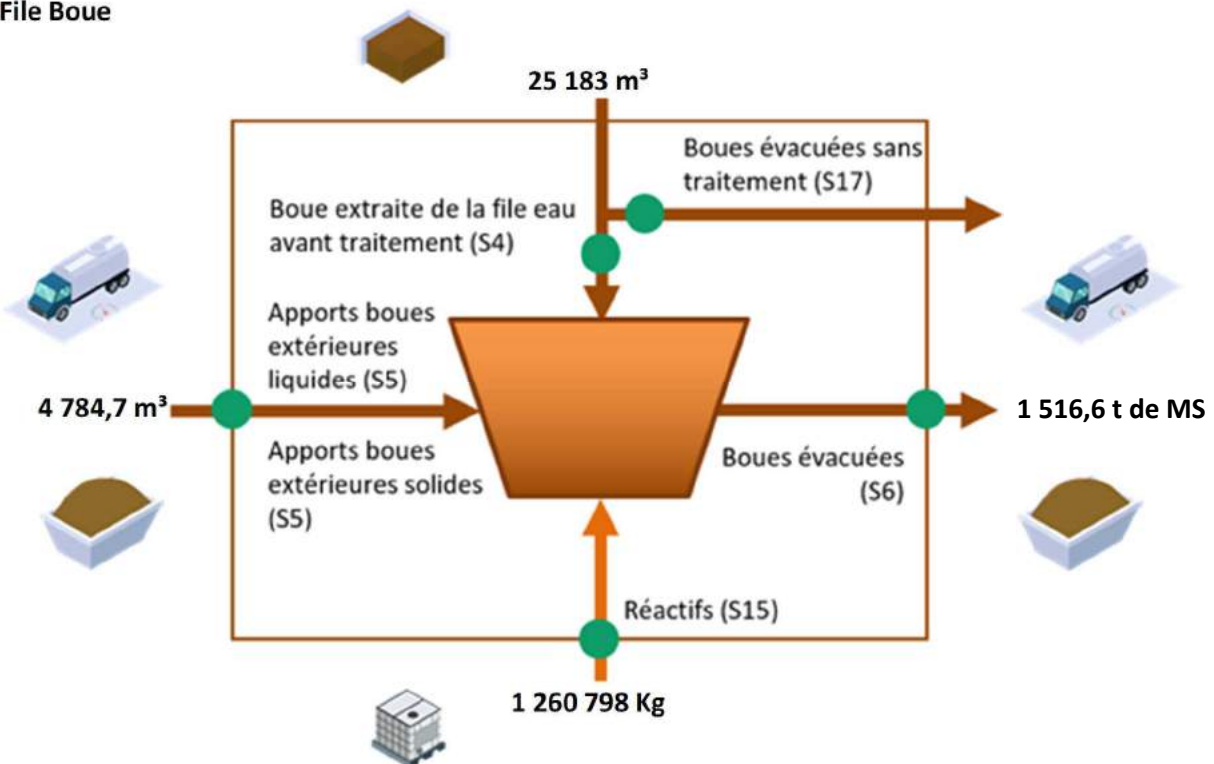 File Boue
25 183 m³
Boues évacuées sans
traitement (S17)
Boue extraite de la file eau
avant traitement (S4)
Apports boues
extérieures
liquides (S5)
4 784,7 m³
1 516,6 t de MS
Apports boues
extérieures solides
(S5)
Boues évacuées
(S6)
Réactifs (S15)
1 260 798 Kg